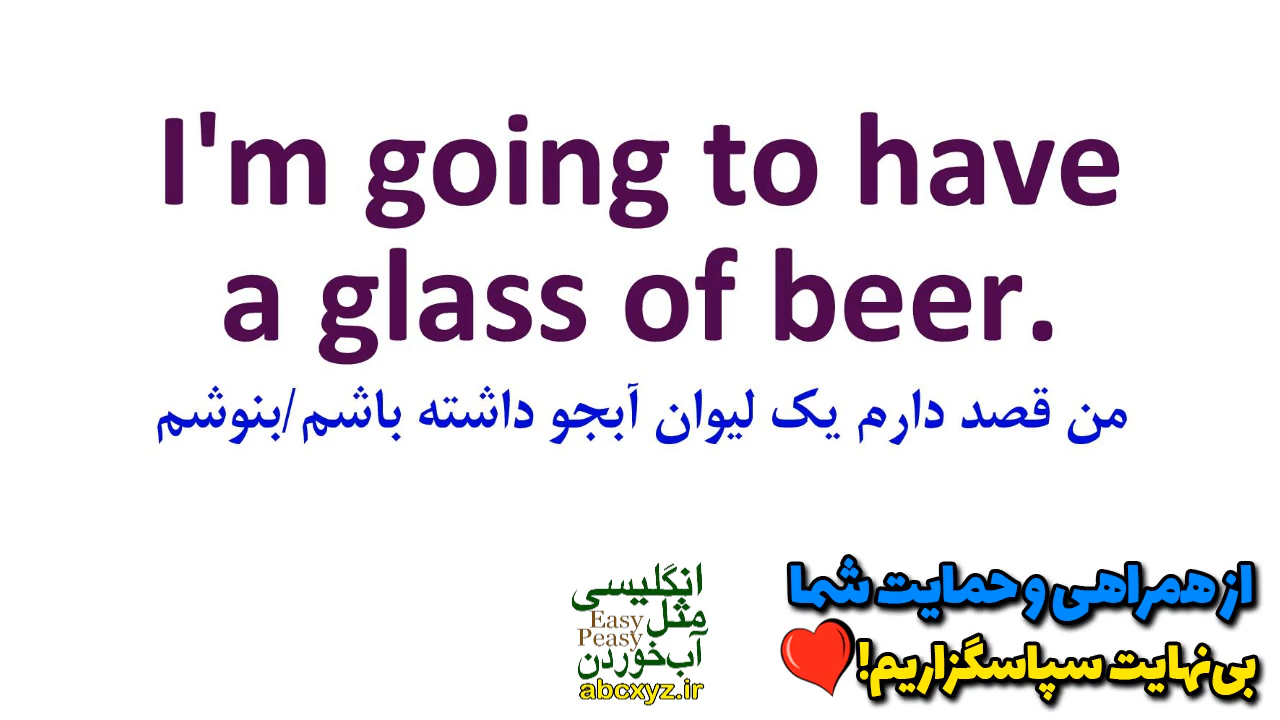 I'm going to have
a glass of beer.
من قصد دارم یک لیوان آبجو داشته باشم/بنوشم
انگلیسی
مثل
Easy
Peasy
آب‌خوردن
abcxyz.ir
از همراهی و حمایت شما
بی‌نهایت سپاسگزاریم!